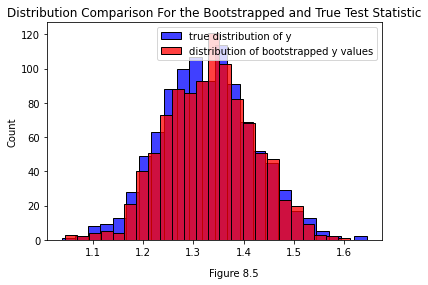 Distribution Comparison For the Bootstrapped and True Test Statistic
true distribution of y
distribution of bootstrapped y values
120
100
80
60
40
20
0
Count
1.1 1.2 1.3 1.4 1.5 1.6
Figure 8.5